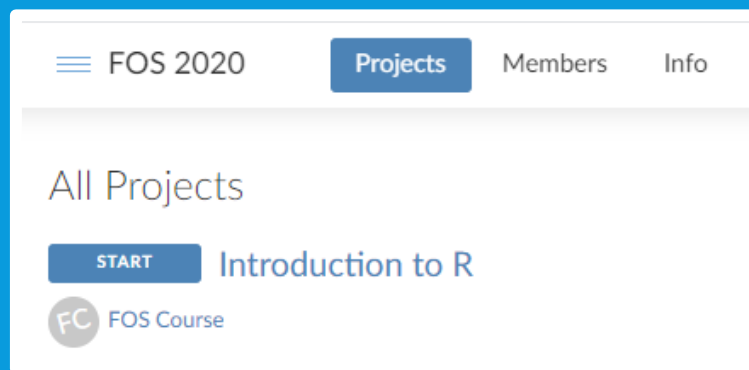 FOS 2020 Projects Members Info
All Projects
START Introduction to R
FC FOS Course